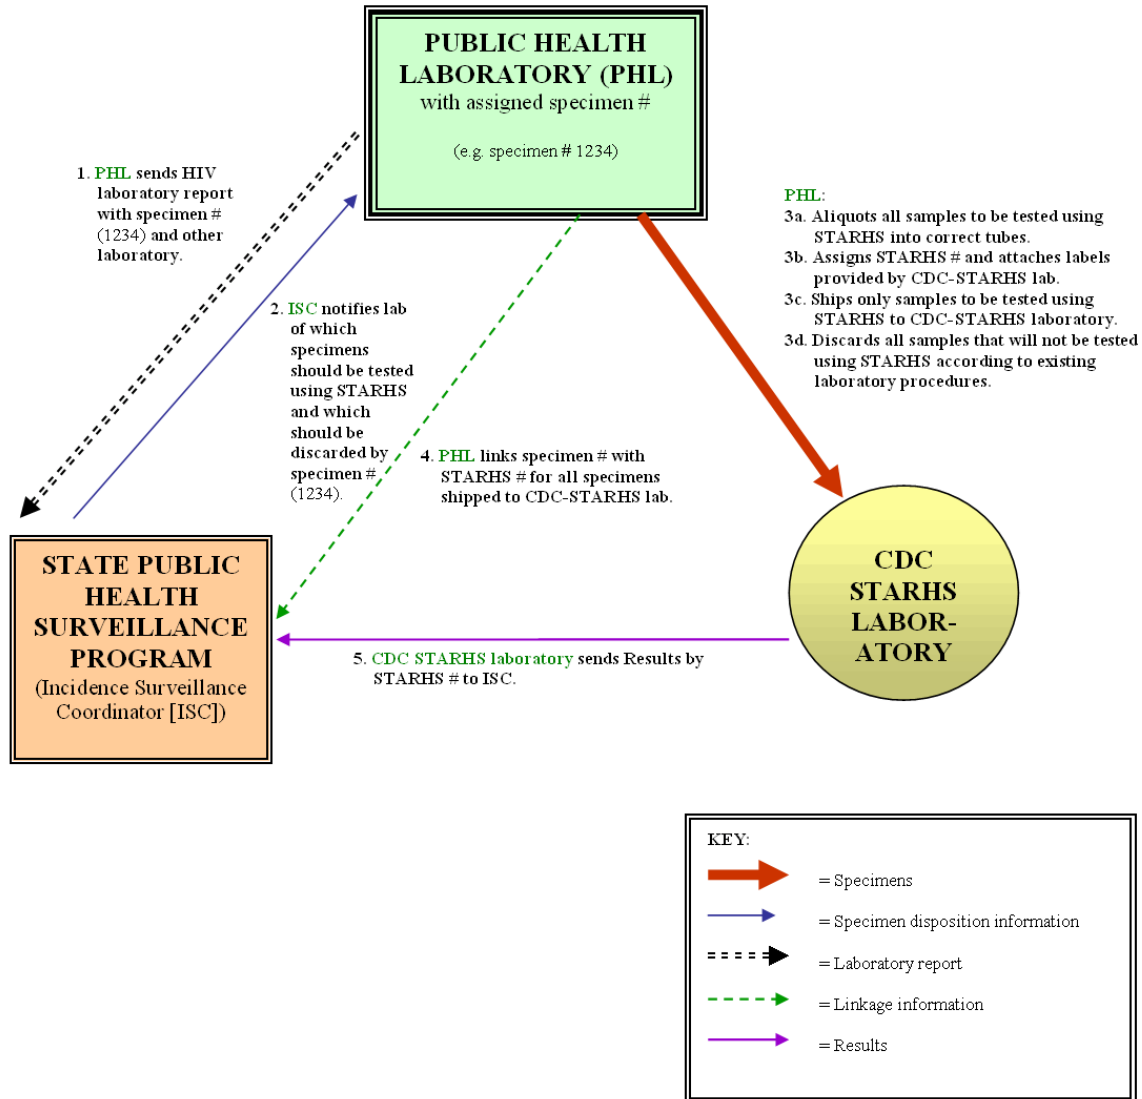 PUBLIC HEALTH
LABORATORY (PHL)
with assigned specimen #
(e.g. specimen # 1234)
1. PHL sends HIV
laboratory report
with specimen #
(1234) and other
laboratory.
PHL:
3a. Aliquots all samples to be tested using
STARHS into correct tubes.
3b. Assigns STARHS # and attaches labels
provided by CDC-STARHS lab.
3c. Ships only samples to be tested using
STARHS to CDC-STARHS laboratory.
3d. Discards all samples that will not be tested
using STARHS according to existing
laboratory procedures.
2. ISC notifies lab
of which
specimens
should be tested
using STARHS
and which
should be
discarded by
specimen #
(1234).
4. PHL links specimen # with
STARHS # for all specimens
shipped to CDC-STARHS lab.
STATE PUBLIC
HEALTH
SURVEILLANCE
PROGRAM
(Incidence Surveillance
Coordinator [ISC])
CDC
STARHS
LABOR-
ATORY
5. CDC STARHS laboratory sends Results by
STARHS # to ISC.
KEY:
= Specimens
= Specimen disposition information
= Laboratory report
= Linkage information
= Results